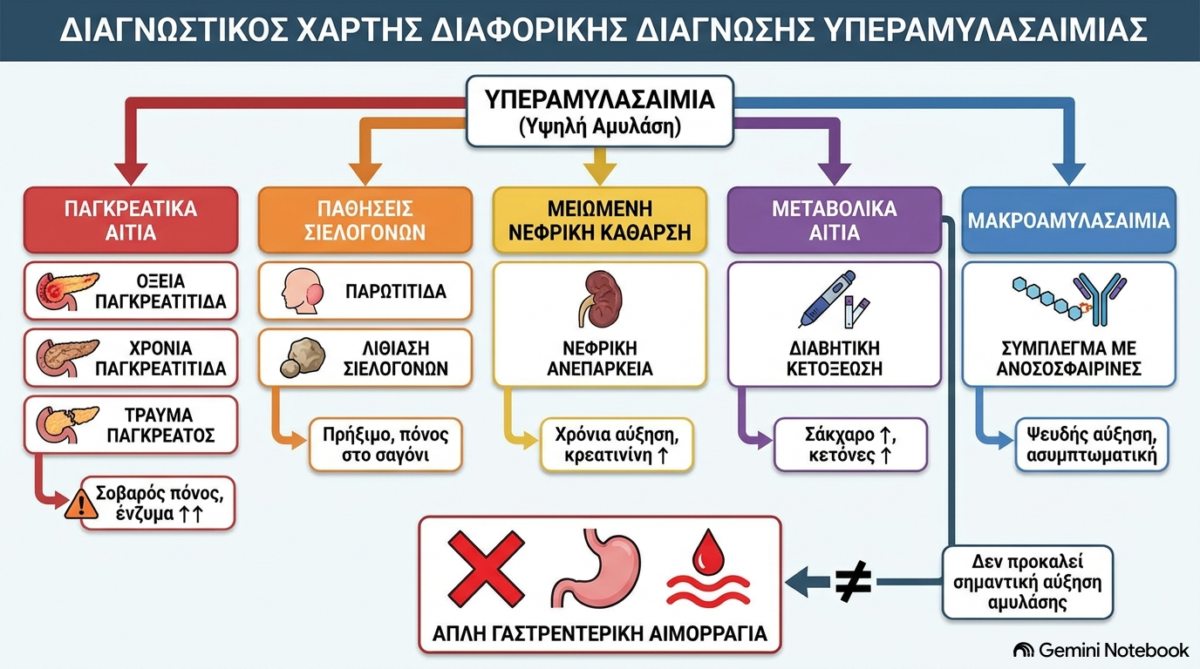 ΔΙΑΓΝΩΣΤΙΚΟΣ ΧΑΡΤΗΣ ΔΙΑΦΟΡΙΚΗΣ ΔΙΑΓΝΩΣΗΣ ΥΠΕΡΑΜΥΛΑΣΑΙΜΙΑΣ
ΥΠΕΡΑΜΥΛΑΣΑΙΜΙΑ
(Υψηλή Αμυλάση)
ΠΑΓΚΡΕΑΤΙΚΑ
ΑΙΤΙΑ
ΟΞΕΙΑ
ΠΑΓΚΡΕΑΤΙΤΙΔΑ
ΧΡΟΝΙΑ
ΠΑΓΚΡΕΑΤΙΤΙΔΑ
ΤΡΑΥΜΑ
ΠΑΓΚΡΕΑΤΟΣ
Σοβαρός πόνος,
ένζυμα ↑↑
ΠΑΘΗΣΕΙΣ
ΣΙΕΛΟΓΟΝΩΝ
ΠΑΡΩΤΙΤΙΔΑ
ΛΙΘΙΑΣΗ
ΣΙΕΛΟΓΟΝΩΝ
Πρήξιμο, πόνος
στο σαγόνι
ΜΕΙΩΜΕΝΗ
ΝΕΦΡΙΚΗ ΚΑΘΑΡΣΗ
ΝΕΦΡΙΚΗ
ΑΝΕΠΑΡΚΕΙΑ
Χρόνια αύξηση,
κρεατινίνη ↑
ΜΕΤΑΒΟΛΙΚΑ
ΑΙΤΙΑ
ΔΙΑΒΗΤΙΚΗ
ΚΕΤΟΞΕΩΣΗ
Σάκχαρο ↑,
κετόνες ↑
ΜΑΚΡΟΑΜΥΛΑΣΑΙΜΙΑ
ΣΥΜΠΛΕΓΜΑ ΜΕ
ΑΝΟΣΟΣΦΑΙΡΙΝΕΣ
Ψευδής αύξηση,
ασυμπτωματική
Δεν προκαλεί
σημαντική αύξηση
αμυλάσης
≠
ΑΠΛΗ ΓΑΣΤΡΕΝΤΕΡΙΚΗ ΑΙΜΟΡΡΑΓΙΑ
Gemini Notebook